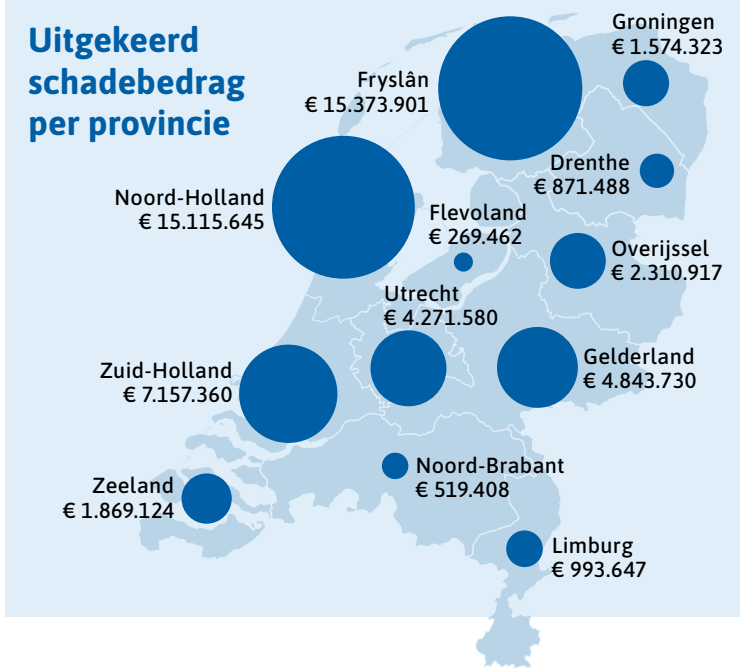 Uitgekeerd
schadebedrag
per provincie
Groningen
€ 1.574.323
Fryslân
€ 15.373.901
Drenthe
€ 871.488
Noord-Holland
€ 15.115.645
Flevoland
€ 269.462
Overijssel
€ 2.310.917
Utrecht
€ 4.271.580
Zuid-Holland
€ 7.157.360
Gelderland
€ 4.843.730
Noord-Brabant
€ 519.408
Zeeland
€ 1.869.124
Limburg
€ 993.647